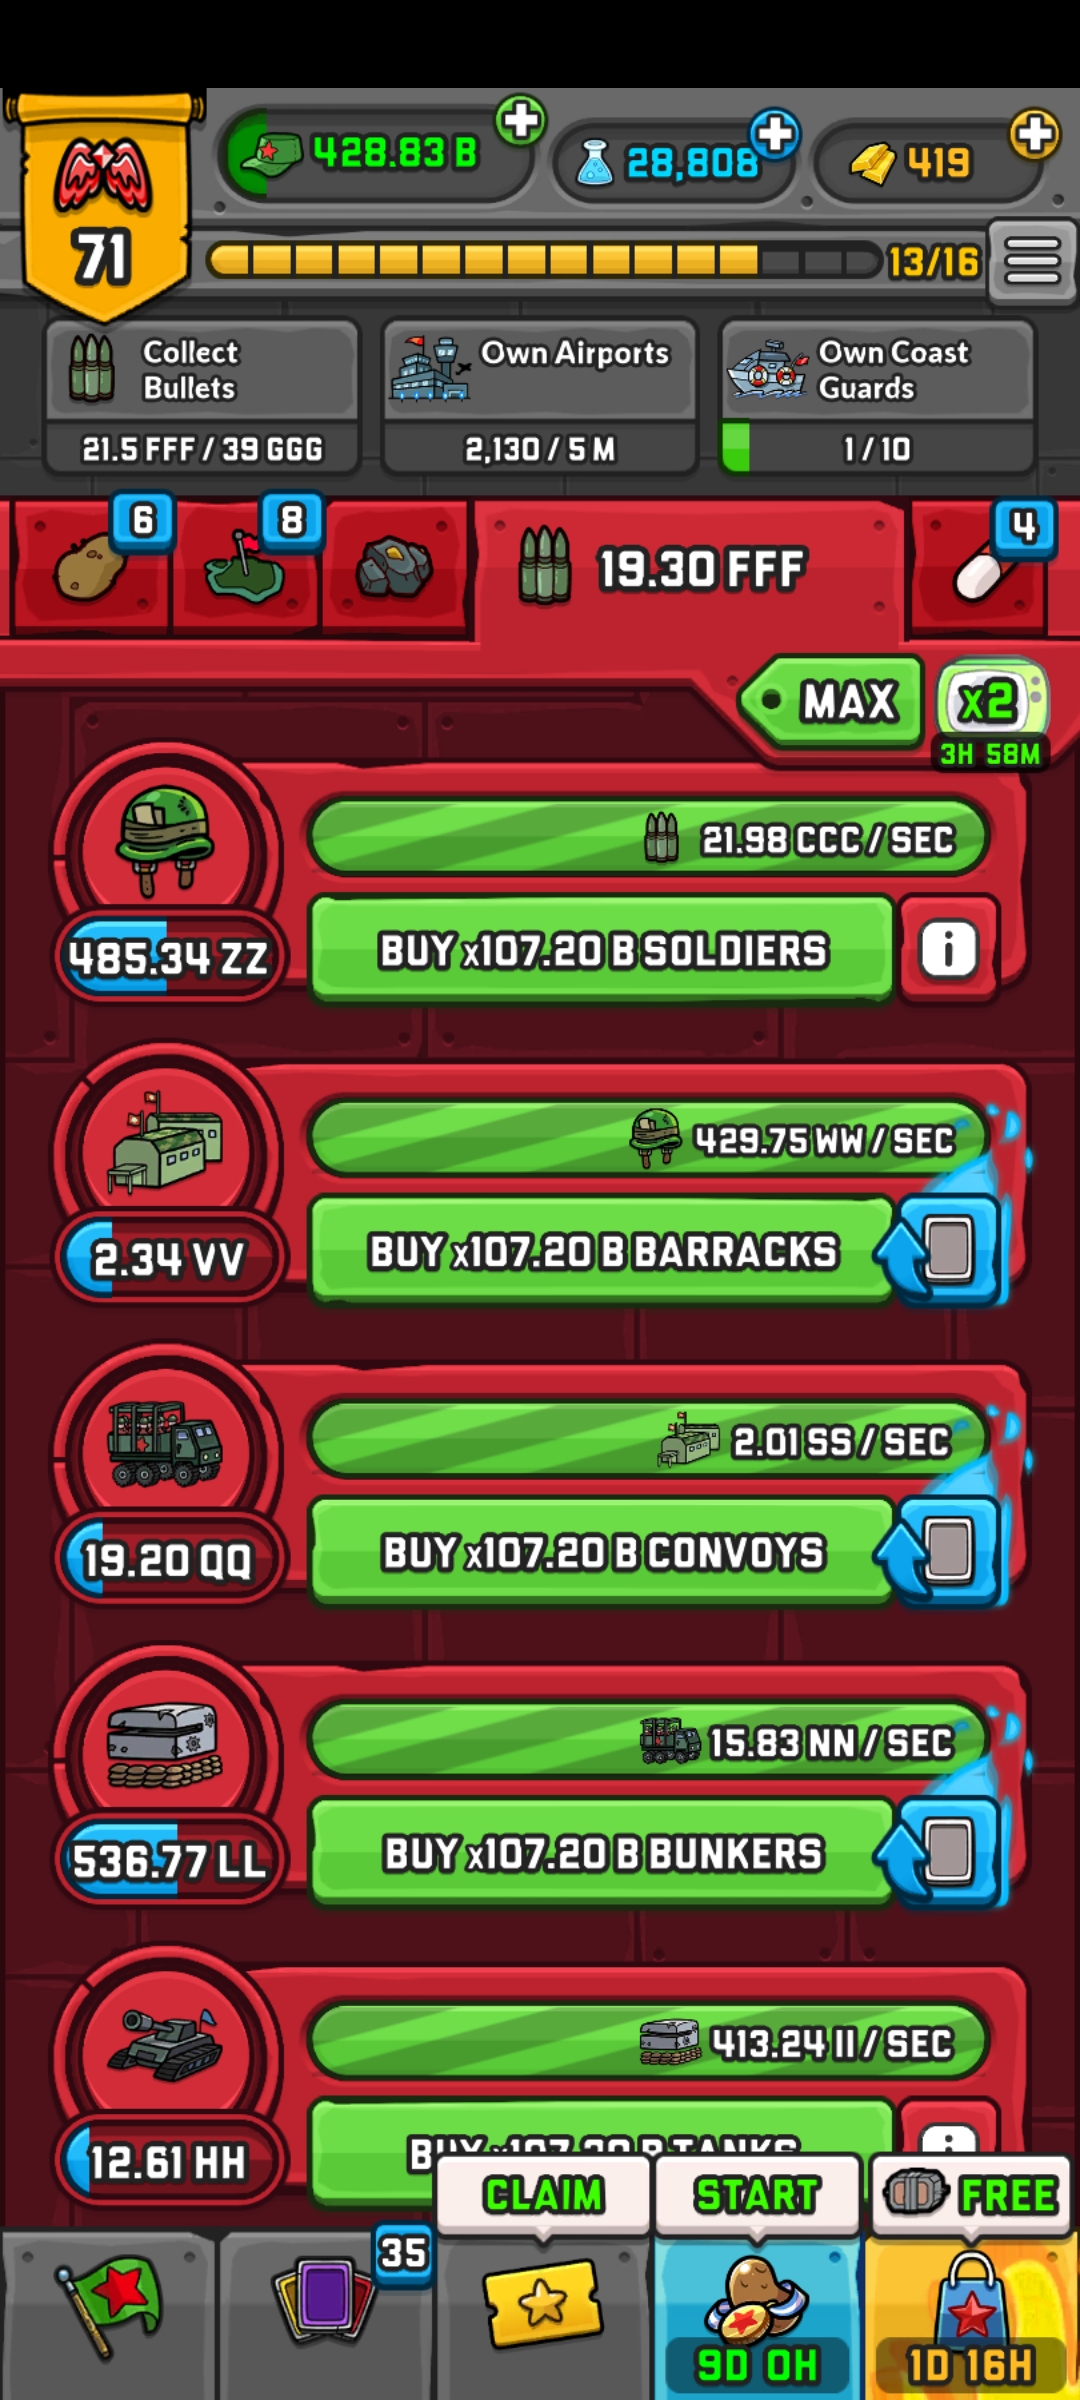 428.83 B
28,808
419
71
13/16
Collect
Bullets
Own Airports
Own Coast
Guards
21.5 FFF / 39 GGG
2,130 / 5 M
1 / 10
6
8
19.30 FFF
4
MAX
x2
3H 58M
21.98 CCC / SEC
485.34 ZZ
BUY x107.20 B SOLDIERS
i
429.75 WW / SEC
2.34 VV
BUY x107.20 B BARRACKS
2.01 SS / SEC
19.20 QQ
BUY x107.20 B CONVOYS
15.83 NN / SEC
536.77 LL
BUY x107.20 B BUNKERS
413.24 II / SEC
12.61 HH
BUY x107.20 B TANKS
CLAIM
START
FREE
35
9D 0H
1D 16H